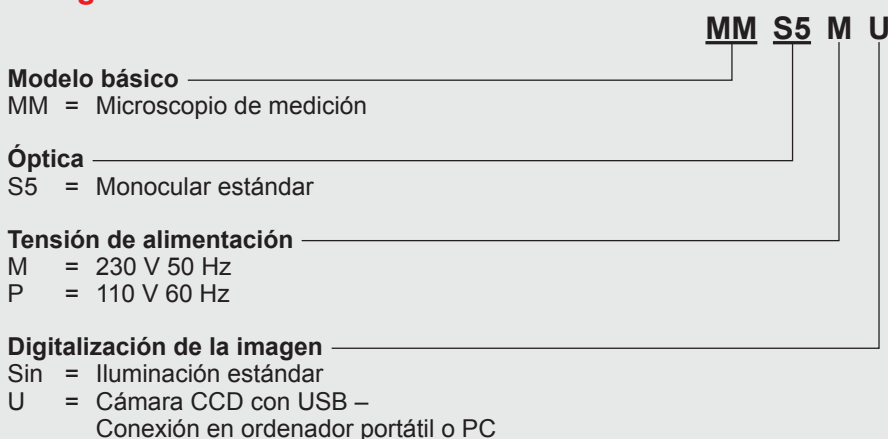 MM S5 M U
Modelo básico
MM = Microscopio de medición
Óptica
S5 = Monocular estándar
Tensión de alimentación
M = 230 V 50 Hz
P = 110 V 60 Hz
Digitalización de la imagen
Sin = Iluminación estándar
U = Cámara CCD con USB –
Conexión en ordenador portátil o PC